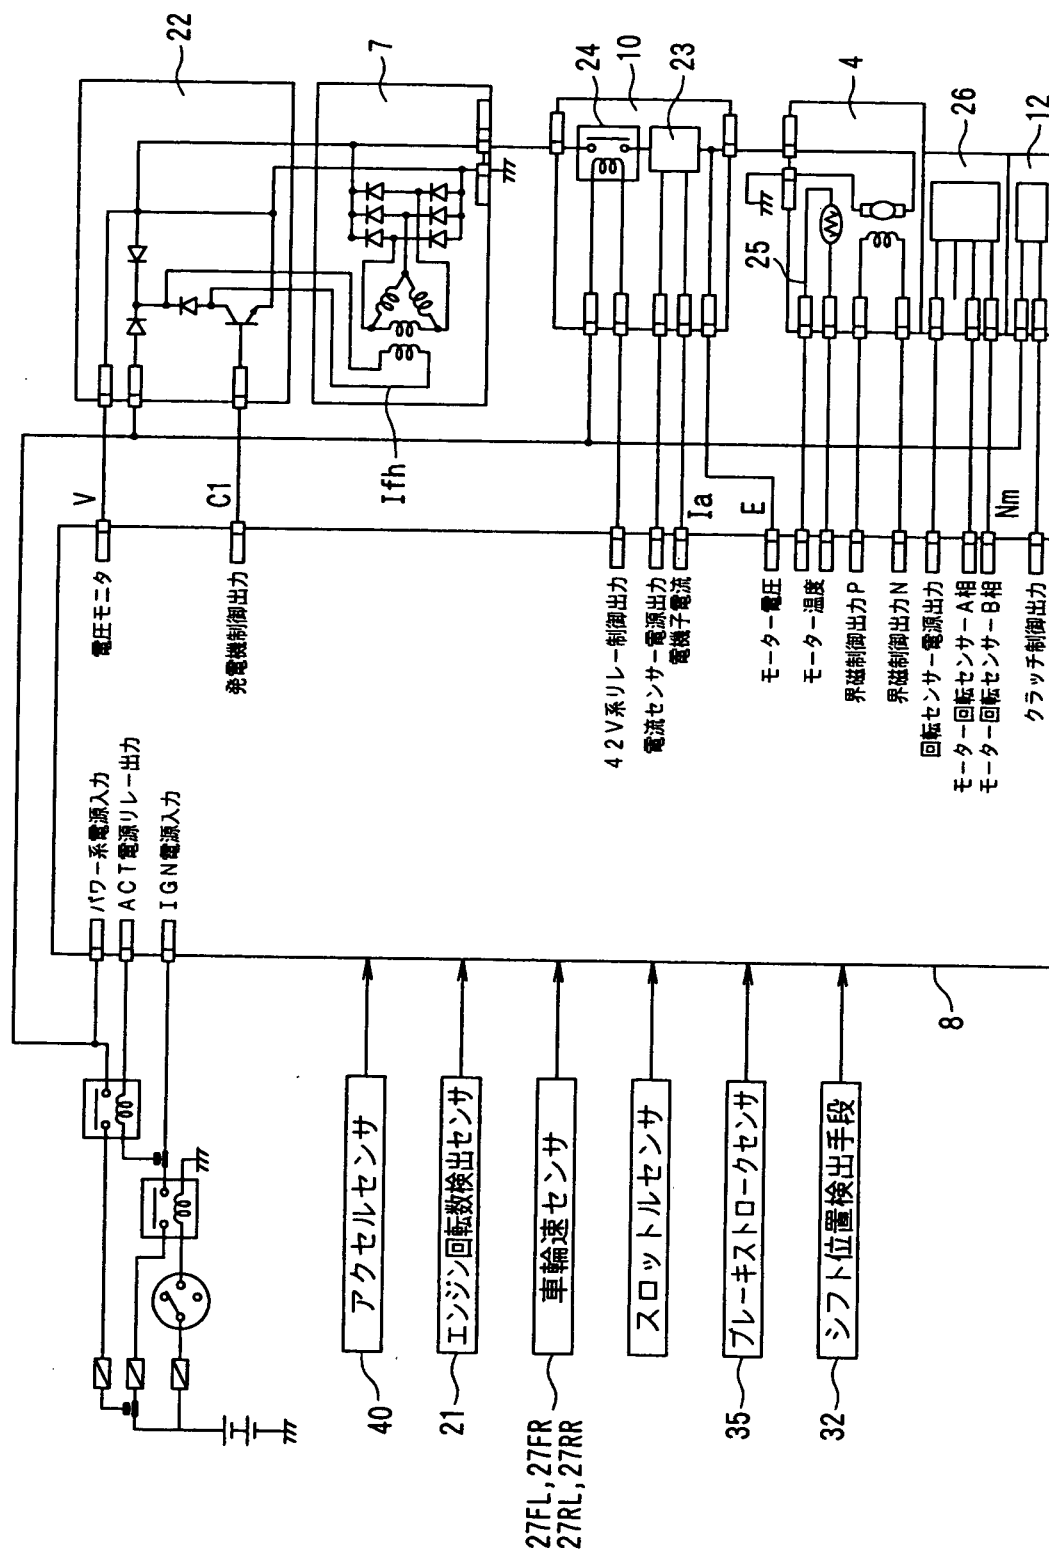 22
7
24
10
23
4
26
12
25
Ifh
V
C1
Ia
E
Nm
電圧モニタ
発電機制御出力
42V系リレー制御出力
電流センサー電源出力
電機子電流
モーター電圧
モーター温度
界磁制御出力P
界磁制御出力N
回転センサー電源出力
モーター回転センサーA相
モーター回転センサーB相
クラッチ制御出力
パワー系電源入力
ACT電源リレー出力
IGN電源入力
8
アクセルセンサ
エンジン回転数検出センサ
車輪速センサ
スロットルセンサ
ブレーキストロークセンサ
シフト位置検出手段
40
21
27FL,27FR
27RL,27RR
35
32